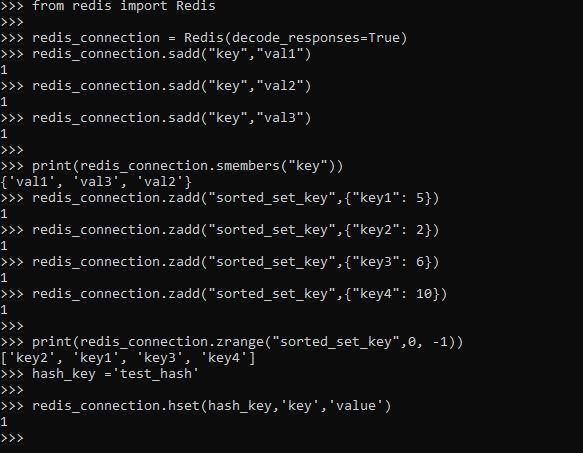 >>> from redis import Redis
>>>
>>> redis_connection = Redis(decode_responses=True)
>>> redis_connection.sadd("key","val1")
1
>>> redis_connection.sadd("key","val2")
1
>>> redis_connection.sadd("key","val3")
1
>>>
>>> print(redis_connection.smembers("key"))
{'val1', 'val3', 'val2'}
>>> redis_connection.zadd("sorted_set_key",{"key1": 5})
1
>>> redis_connection.zadd("sorted_set_key",{"key2": 2})
1
>>> redis_connection.zadd("sorted_set_key",{"key3": 6})
1
>>> redis_connection.zadd("sorted_set_key",{"key4": 10})
1
>>>
>>> print(redis_connection.zrange("sorted_set_key",0, -1))
['key2', 'key1', 'key3', 'key4']
>>> hash_key ='test_hash'
>>>
>>> redis_connection.hset(hash_key,'key','value')
1
>>>